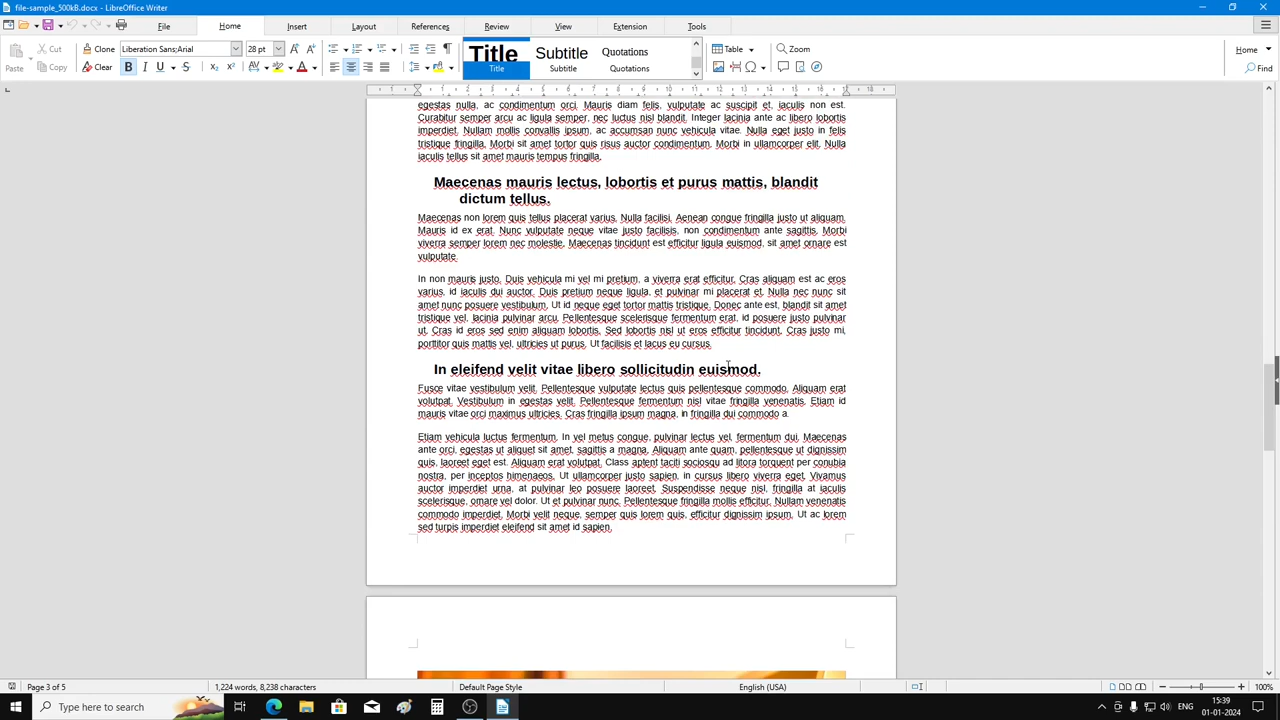 file-sample_500kB.docx - LibreOffice Writer
File Home Insert Layout References Review View Extension Tools
Cut Clone Liberation Sans;Arial 28 pt Title Subtitle Quotations Table Zoom Home
Paste Copy Clear Title Subtitle Quotations Find
egestas nulla, ac condimentum orci. Mauris diam felis, vulputate ac suscipit et, iaculis non est.
Curabitur semper arcu ac ligula semper, nec luctus nisl blandit. Integer lacinia ante ac libero lobortis
imperdiet. Nullam mollis convallis ipsum, ac accumsan nunc vehicula vitae. Nulla eget justo in felis
tristique fringilla. Morbi sit amet tortor quis risus auctor condimentum. Morbi in ullamcorper elit. Nulla
iaculis tellus sit amet mauris tempus fringilla.
Maecenas mauris lectus, lobortis et purus mattis, blandit
dictum tellus.
Maecenas non lorem quis tellus placerat varius. Nulla facilisi. Aenean congue fringilla justo ut aliquam.
Mauris id ex erat. Nunc vulputate neque vitae justo facilisis, non condimentum ante sagittis. Morbi
viverra semper lorem nec molestie. Maecenas tincidunt est efficitur ligula euismod, sit amet ornare est
vulputate.
In non mauris justo. Duis vehicula mi vel mi pretium, a viverra erat efficitur. Cras aliquam est ac eros
varius, id iaculis dui auctor. Duis pretium neque ligula, et pulvinar mi placerat et. Nulla nec nunc sit
amet nunc posuere vestibulum. Ut id neque eget tortor mattis tristique. Donec ante est, blandit sit amet
tristique vel, lacinia pulvinar arcu. Pellentesque scelerisque fermentum erat, id posuere justo pulvinar
ut. Cras id eros sed enim aliquam lobortis. Sed lobortis nisl ut eros efficitur tincidunt. Cras justo mi,
porttitor quis mattis vel, ultricies ut purus. Ut facilisis et lacus eu cursus.
In eleifend velit vitae libero sollicitudin euismod.
Fusce vitae vestibulum velit. Pellentesque vulputate lectus quis pellentesque commodo. Aliquam erat
volutpat. Vestibulum in egestas velit. Pellentesque fermentum nisl vitae fringilla venenatis. Etiam id
mauris vitae orci maximus ultricies. Cras fringilla ipsum magna, in fringilla dui commodo a.
Etiam vehicula luctus fermentum. In vel metus congue, pulvinar lectus vel, fermentum dui. Maecenas
ante orci, egestas ut aliquet sit amet, sagittis a magna. Aliquam ante quam, pellentesque ut dignissim
quis, laoreet eget est. Aliquam erat volutpat. Class aptent taciti sociosqu ad litora torquent per conubia
nostra, per inceptos himenaeos. Ut ullamcorper justo sapien, in cursus libero viverra eget. Vivamus
auctor imperdiet urna, at pulvinar leo posuere laoreet. Suspendisse neque nisl, fringilla at iaculis
scelerisque, ornare vel dolor. Ut et pulvinar nunc. Pellentesque fringilla mollis efficitur. Nullam venenatis
commodo imperdiet. Morbi velit neque, semper quis lorem quis, efficitur dignissim ipsum. Ut ac lorem
sed turpis imperdiet eleifend sit amet id sapien.
Page 3 of 5 1,224 words, 8,238 characters Default Page Style English (USA) 100%
Type here to search 15:39
01-01-2024